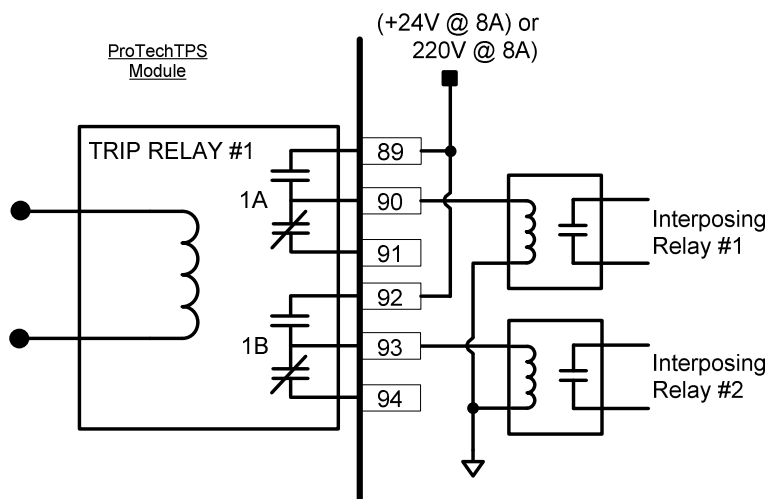 (+24V @ 8A) or
220V @ 8A)
ProTechTPS
Module
TRIP RELAY #1
1A
1B
89
90
91
92
93
94
Interposing
Relay #1
Interposing
Relay #2